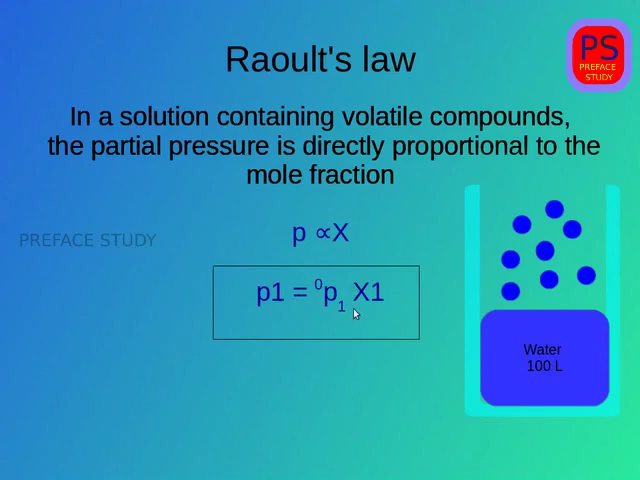 Raoult's law
PS
PREFACE
STUDY
In a solution containing volatile compounds,
the partial pressure is directly proportional to the
mole fraction
PREFACE STUDY
p ∝X
p1 = ⁰p₁ X1
Water
100 L